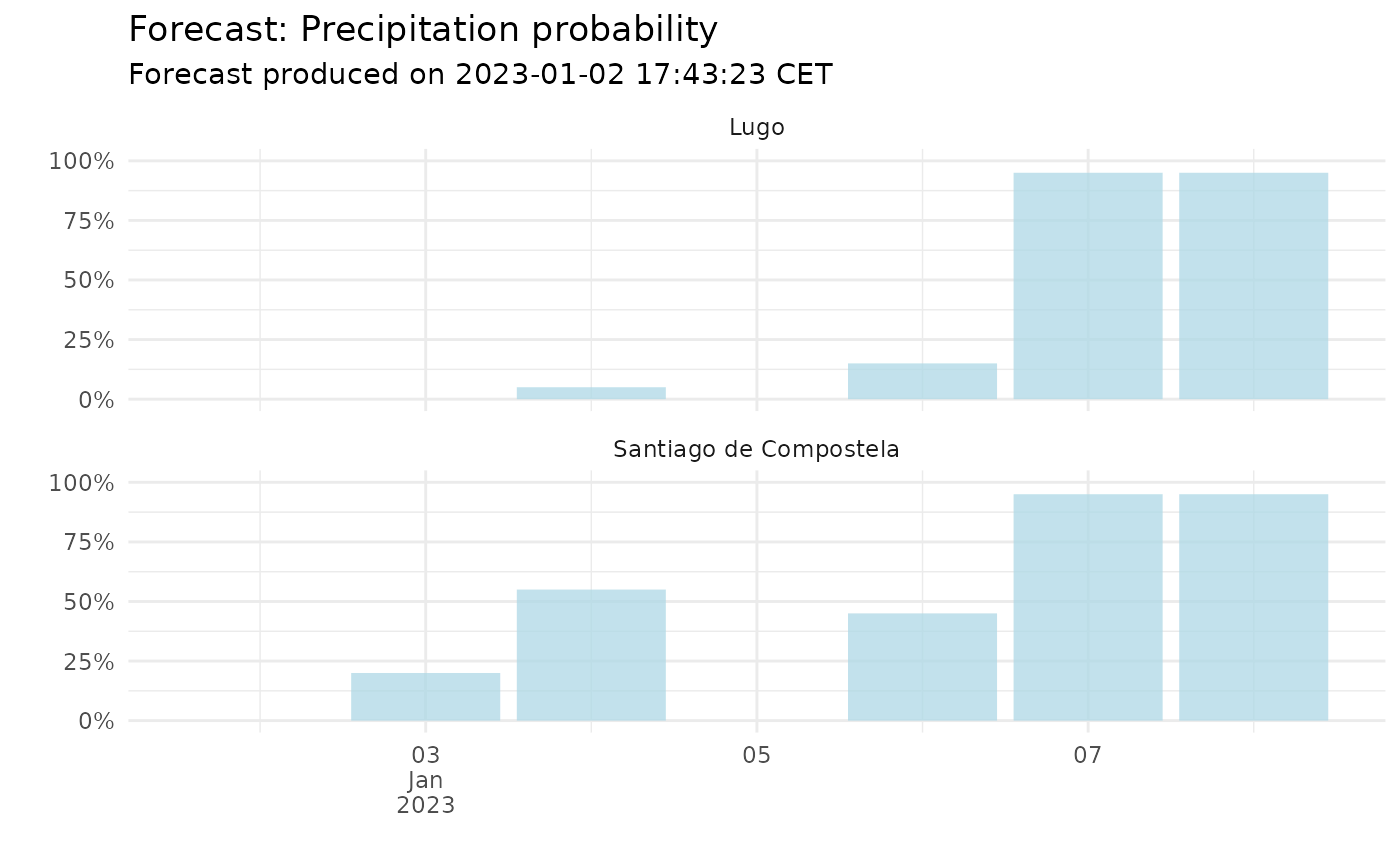 Forecast: Precipitation probability
Forecast produced on 2023-01-02 17:43:23 CET
Lugo
100%
75%
50%
25%
0%
Santiago de Compostela
100%
75%
50%
25%
0%
03 05 07
Jan
2023